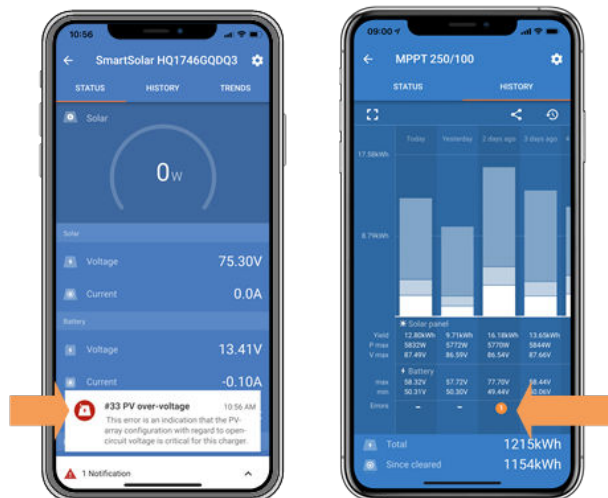 10:56
SmartSolar HQ1746GQDQ3
STATUS HISTORY TRENDS
Solar
0W
Solar
Voltage 75.30V
Current 0.0A
Battery
Voltage 13.41V
Current -0.10A
#33 PV over-voltage 10:56 AM
This error is an indication that the PV-
array configuration with regard to open-
circuit voltage is critical for this charger.
1 Notification
09:00
MPPT 250/100
STATUS HISTORY
Today Yesterday 2 days ago 3 days ago 4
17.58kWh
8.79kWh
Solar panel
Yield 12.80kWh 9.71kWh 16.18kWh 13.65kWh
P max 5832W 5772W 5770W 5844W
V max 87.49V 86.59V 86.54V 87.66V
Battery
max 58.32V 57.72V 77.70V 58.44V
min 50.31V 50.30V 49.44V 50.06V
Errors – – 1
Total 1215kWh
Since cleared 1154kWh